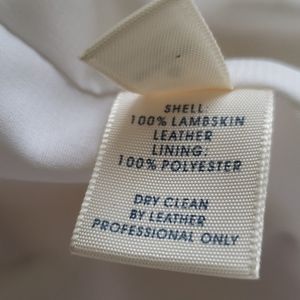 SHELL:
100% LAMBSKIN
LEATHER
LINING:
100% POLYESTER
DRY CLEAN
BY LEATHER
PROFESSIONAL ONLY